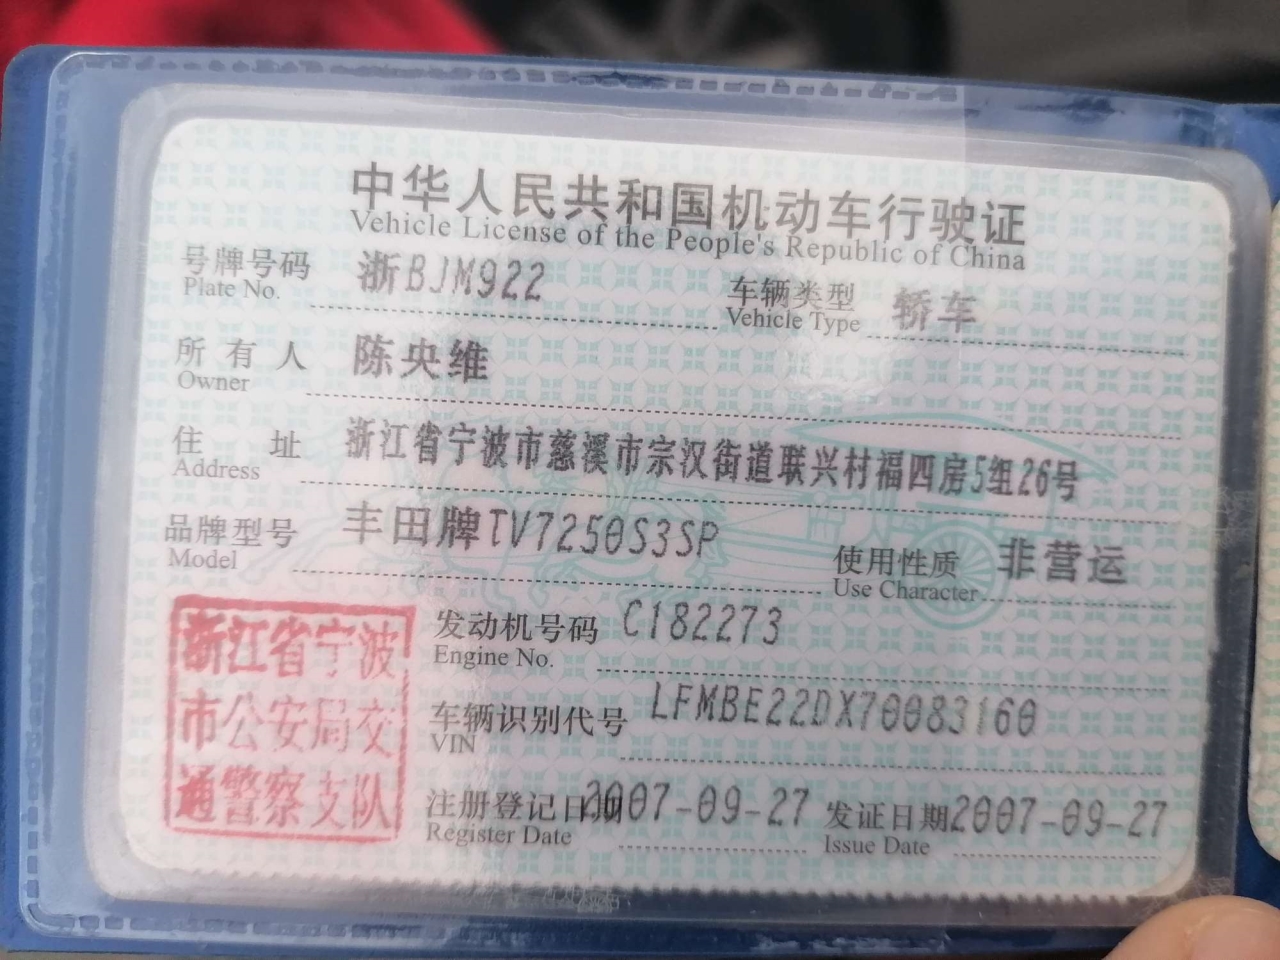 中华人民共和国机动车行驶证
Vehicle License of the People's Republic of China
号牌号码 浙BJM922 车辆类型 轿车
Plate No. Vehicle Type
所有人 陈央维
Owner
住址 浙江省宁波市慈溪市宗汉街道联兴村福四房5组26号
Address
品牌型号 丰田牌TV7250S3SP 使用性质 非营运
Model Use Character
发动机号码 C182273
Engine No.
车辆识别代号 LFMBE22DX70083160
VIN
注册登记日期 2007-09-27 发证日期 2007-09-27
Register Date Issue Date
浙江省宁波
市公安局交
通警察支队